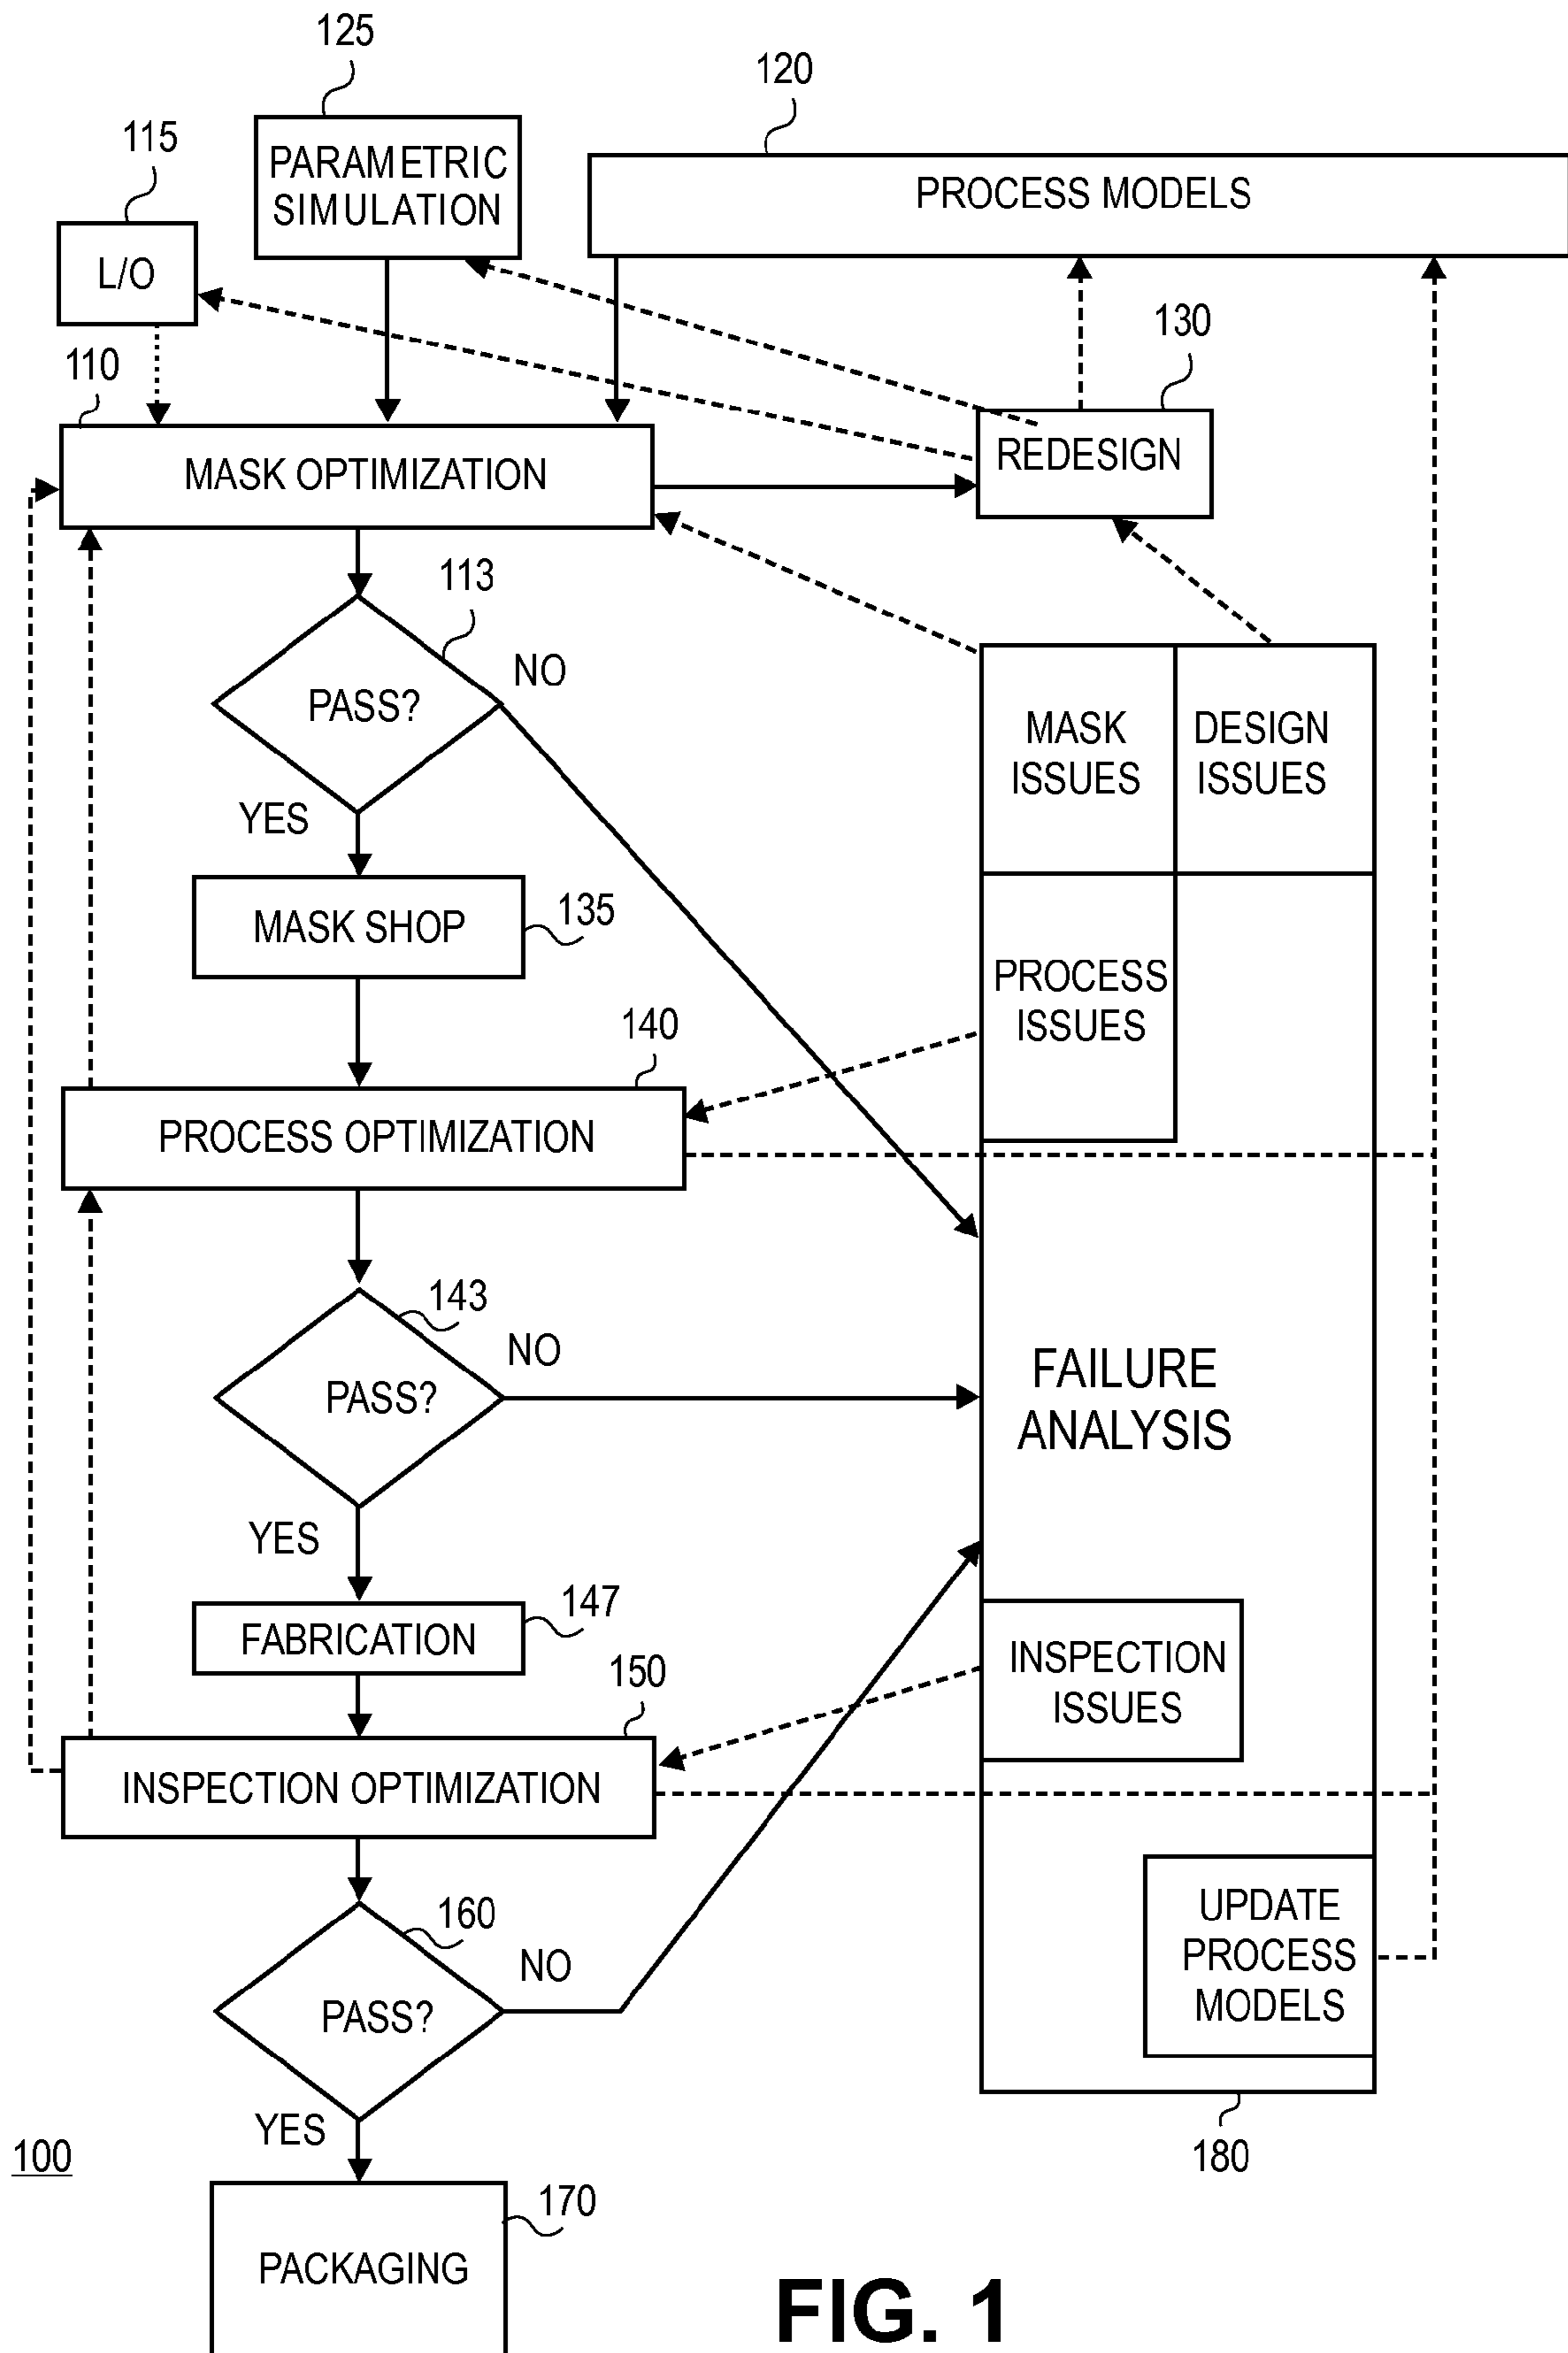 125
120
115
PARAMETRIC
SIMULATION
PROCESS MODELS
L/O
130
110
REDESIGN
MASK OPTIMIZATION
113
NO
PASS?
MASK
ISSUES
DESIGN
ISSUES
YES
135
MASK SHOP
PROCESS
ISSUES
140
PROCESS OPTIMIZATION
143
NO
PASS?
FAILURE
ANALYSIS
YES
147
FABRICATION
INSPECTION
ISSUES
150
INSPECTION OPTIMIZATION
160
NO
PASS?
UPDATE
PROCESS
MODELS
YES
100
180
170
PACKAGING
FIG. 1